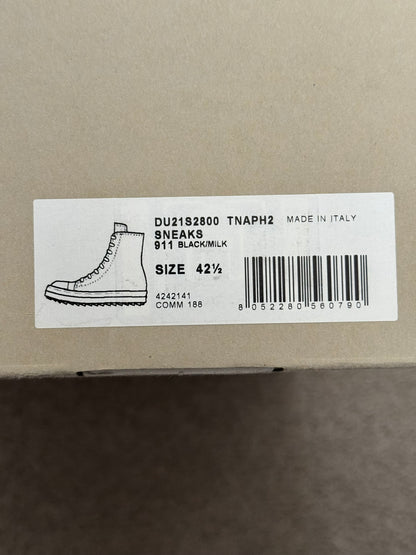 DU21S2800 TNAPH2 MADE IN ITALY
SNEAKS
911 BLACK/MILK
SIZE 42½
4242141
COMM 188
8 052280 560790